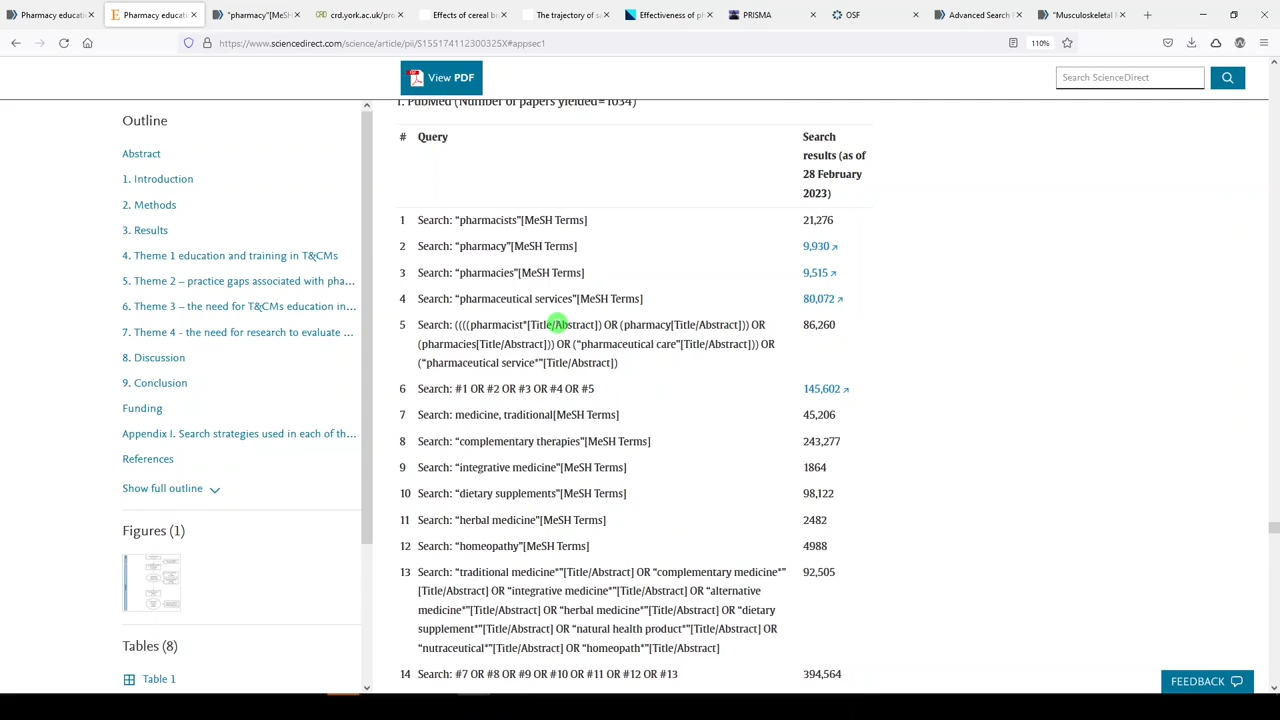 Pharmacy educati
Pharmacy educati
"pharmacy"[MeSH
crd.york.ac.uk/pro
Effects of cerebral br
The trajectory of sa
Effectiveness of ph
PRISMA
OSF
Advanced Search
"Musculoskeletal M
https://www.sciencedirect.com/science/article/pii/S155174112300325X#appsec1
110%
View PDF
Search ScienceDirect
Outline
Abstract
1. Introduction
2. Methods
3. Results
4. Theme 1 education and training in T&CMs
5. Theme 2 – practice gaps associated with pha...
6. Theme 3 – the need for T&CMs education in...
7. Theme 4 - the need for research to evaluate ...
8. Discussion
9. Conclusion
Funding
Appendix I. Search strategies used in each of th...
References
Show full outline
Figures (1)
Tables (8)
Table 1
1. PubMed (Number of papers yielded=1034)
# Query Search results (as of 28 February 2023)
1 Search: “pharmacists”[MeSH Terms] 21,276
2 Search: “pharmacy”[MeSH Terms] 9,930
3 Search: “pharmacies”[MeSH Terms] 9,515
4 Search: “pharmaceutical services”[MeSH Terms] 80,072
5 Search: ((((pharmacist*[Title/Abstract]) OR (pharmacy[Title/Abstract])) OR 86,260
(pharmacies[Title/Abstract])) OR (“pharmaceutical care”[Title/Abstract])) OR
(“pharmaceutical service*”[Title/Abstract])
6 Search: #1 OR #2 OR #3 OR #4 OR #5 145,602
7 Search: medicine, traditional[MeSH Terms] 45,206
8 Search: “complementary therapies”[MeSH Terms] 243,277
9 Search: “integrative medicine”[MeSH Terms] 1864
10 Search: “dietary supplements”[MeSH Terms] 98,122
11 Search: “herbal medicine”[MeSH Terms] 2482
12 Search: “homeopathy”[MeSH Terms] 4988
13 Search: “traditional medicine*”[Title/Abstract] OR “complementary medicine*” 92,505
[Title/Abstract] OR “integrative medicine*”[Title/Abstract] OR “alternative
medicine*”[Title/Abstract] OR “herbal medicine*”[Title/Abstract] OR “dietary
supplement*”[Title/Abstract] OR “natural health product*”[Title/Abstract] OR
“nutraceutical*”[Title/Abstract] OR “homeopath*”[Title/Abstract]
14 Search: #7 OR #8 OR #9 OR #10 OR #11 OR #12 OR #13 394,564
FEEDBACK